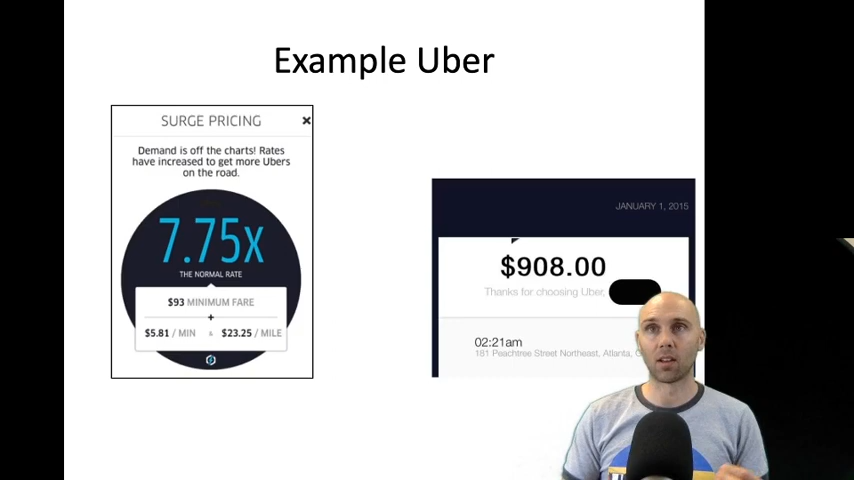 Example Uber
SURGE PRICING ×
Demand is off the charts! Rates
have increased to get more Ubers
on the road.
7.75x
THE NORMAL RATE
$93 MINIMUM FARE
+
$5.81 / MIN & $23.25 / MILE
JANUARY 1, 2015
$908.00
Thanks for choosing Uber,
02:21am
181 Peachtree Street Northeast, Atlanta,